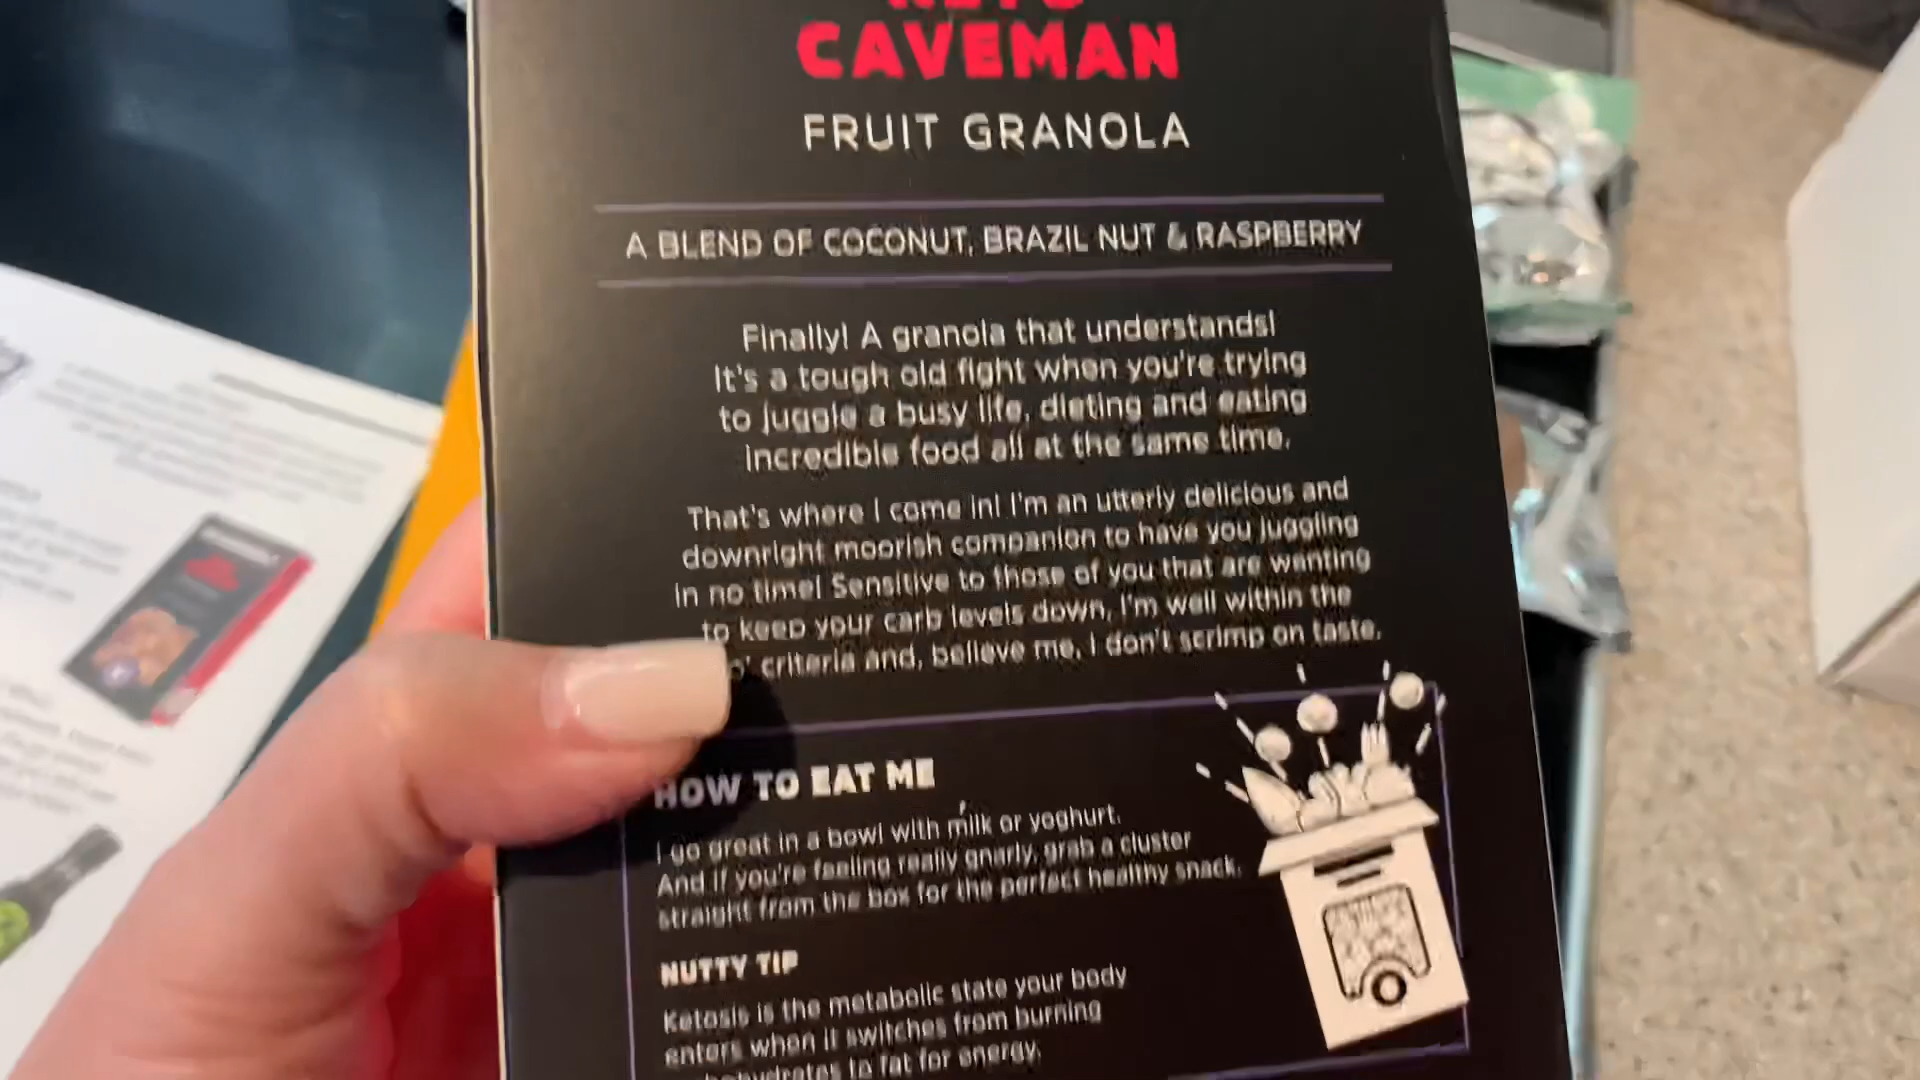 CAVEMAN
FRUIT GRANOLA
A BLEND OF COCONUT, BRAZIL NUT & RASPBERRY
Finally! A granola that understands!
It's a tough old fight when you're trying
to juggle a busy life, dieting and eating
incredible food all at the same time.
That's where I come in! I'm an utterly delicious and
downright moorish companion to have you juggling
in no time! Sensitive to those of you that are wanting
to keep your carb levels down, I'm well within the
o' criteria and, believe me, I don't scrimp on taste.
HOW TO EAT ME
I go great in a bowl with milk or yoghurt.
And if you're feeling really gnarly, grab a cluster
straight from the box for the perfect healthy snack.
NUTTY TIP
Ketosis is the metabolic state your body
enters when it switches from burning
to fat for energy.